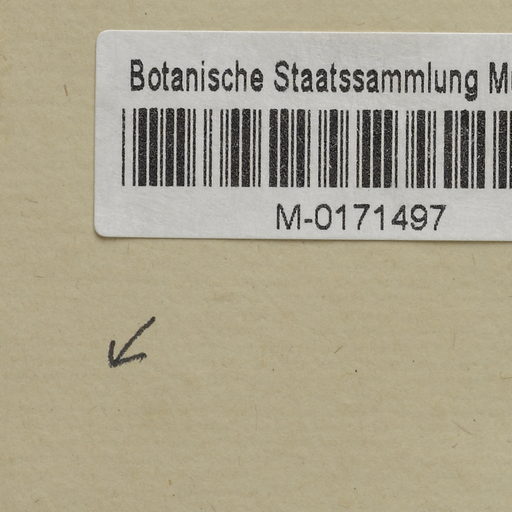 Botanische Staatssammlung
M-0171497